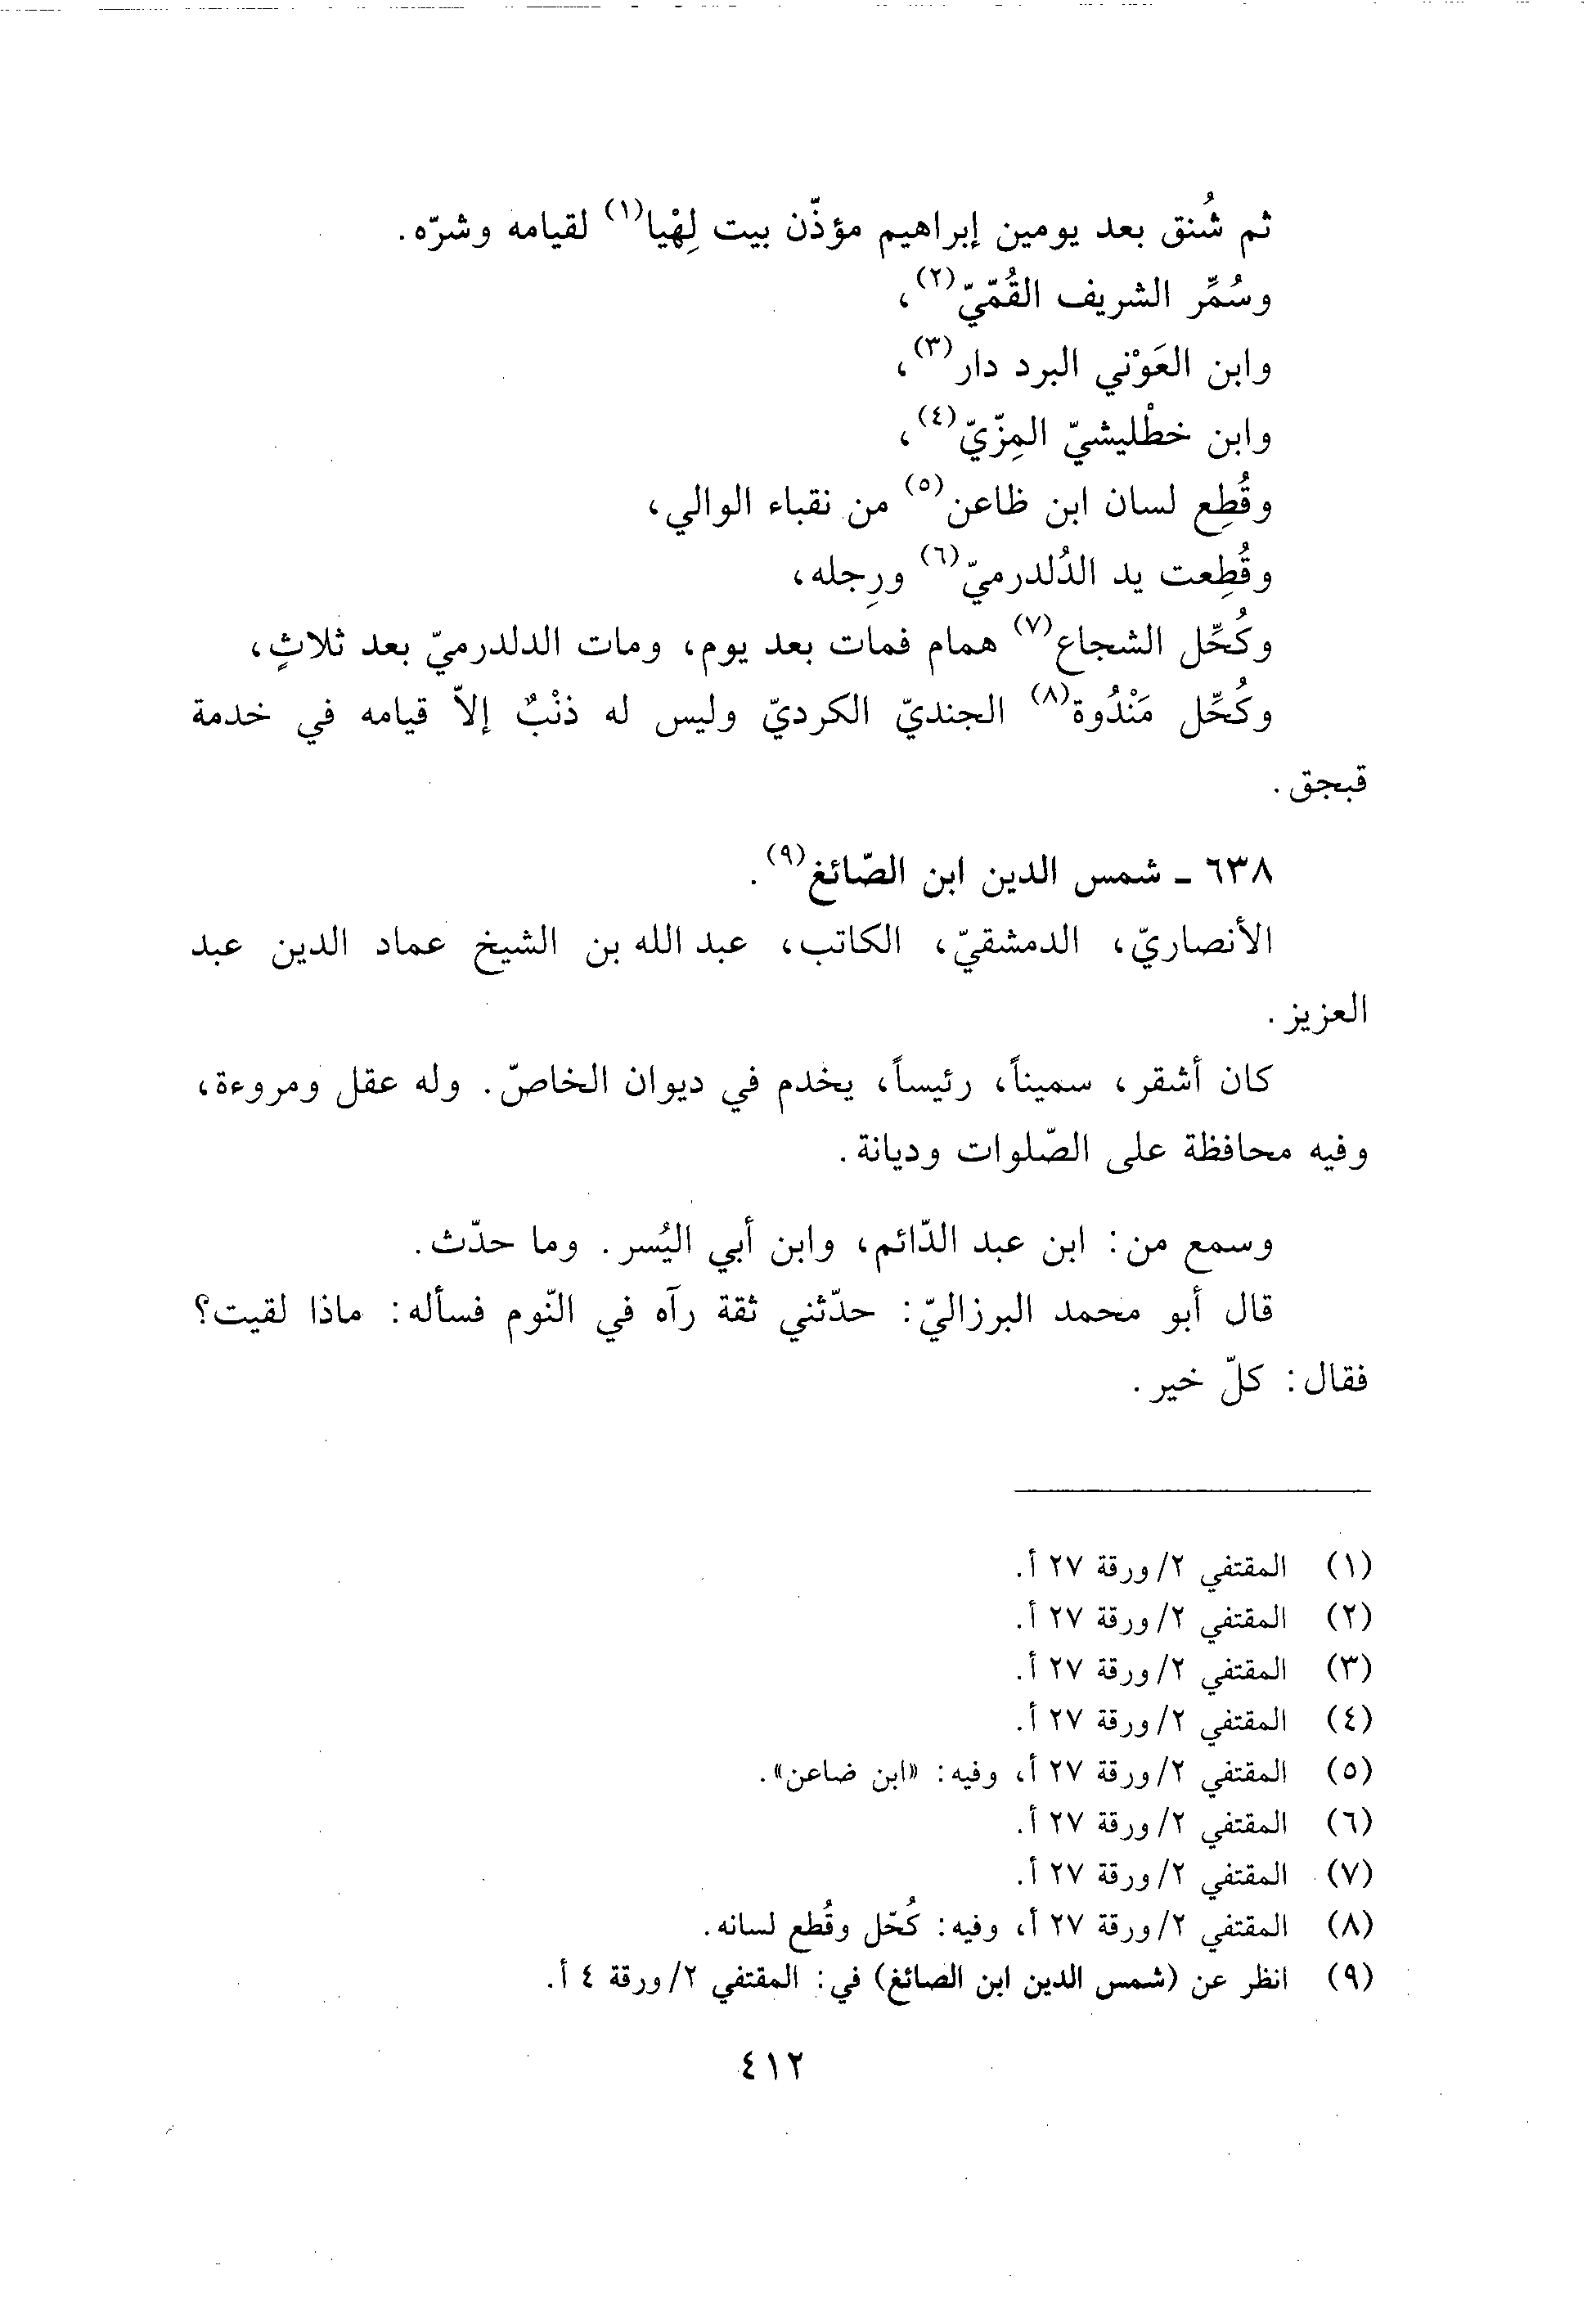 ثم شُنق بعد يومين إبراهيم مؤذّن بيت لِهْيا(١) لقيامه وشرّه.
وسُمِّر الشريف القُمّيّ(٢)،
وابن العَوْني البرد دار(٣)،
وابن خطْليشيّ المِزّيّ(٤)،
وقُطِع لسان ابن ظاعن(٥) من نقباء الوالي،
وقُطِعت يد الدُلدرميّ(٦) ورِجله،
وكُحِّل الشجاع(٧) همام فمات بعد يوم، ومات الدلدرميّ بعد ثلاثٍ،
وكُحِّل مَنْدُوة(٨) الجنديّ الكرديّ وليس له ذنْبٌ إلاّ قيامه في خدمة
قبجق.
٦٣٨ ـ شمس الدين ابن الصّائغ(٩).
الأنصاريّ، الدمشقيّ، الكاتب، عبد الله بن الشيخ عماد الدين عبد
العزيز.
كان أشقر، سميناً، رئيساً، يخدم في ديوان الخاصّ. وله عقل ومروءة،
وفيه محافظة على الصّلوات وديانة.
وسمع من: ابن عبد الدّائم، وابن أبي اليُسر. وما حدّث.
قال أبو محمد البرزاليّ: حدّثني ثقة رآه في النّوم فسأله: ماذا لقيت؟
فقال: كلّ خير.
(١) المقتفي ٢/ورقة ٢٧ أ.
(٢) المقتفي ٢/ورقة ٢٧ أ.
(٣) المقتفي ٢/ورقة ٢٧ أ.
(٤) المقتفي ٢/ورقة ٢٧ أ.
(٥) المقتفي ٢/ورقة ٢٧ أ، وفيه: «ابن ضاعن».
(٦) المقتفي ٢/ورقة ٢٧ أ.
(٧) المقتفي ٢/ورقة ٢٧ أ.
(٨) المقتفي ٢/ورقة ٢٧ أ، وفيه: كُحّل وقُطع لسانه.
(٩) انظر عن (شمس الدين ابن الصائغ) في: المقتفي ٢/ورقة ٤ أ.
٤١٢